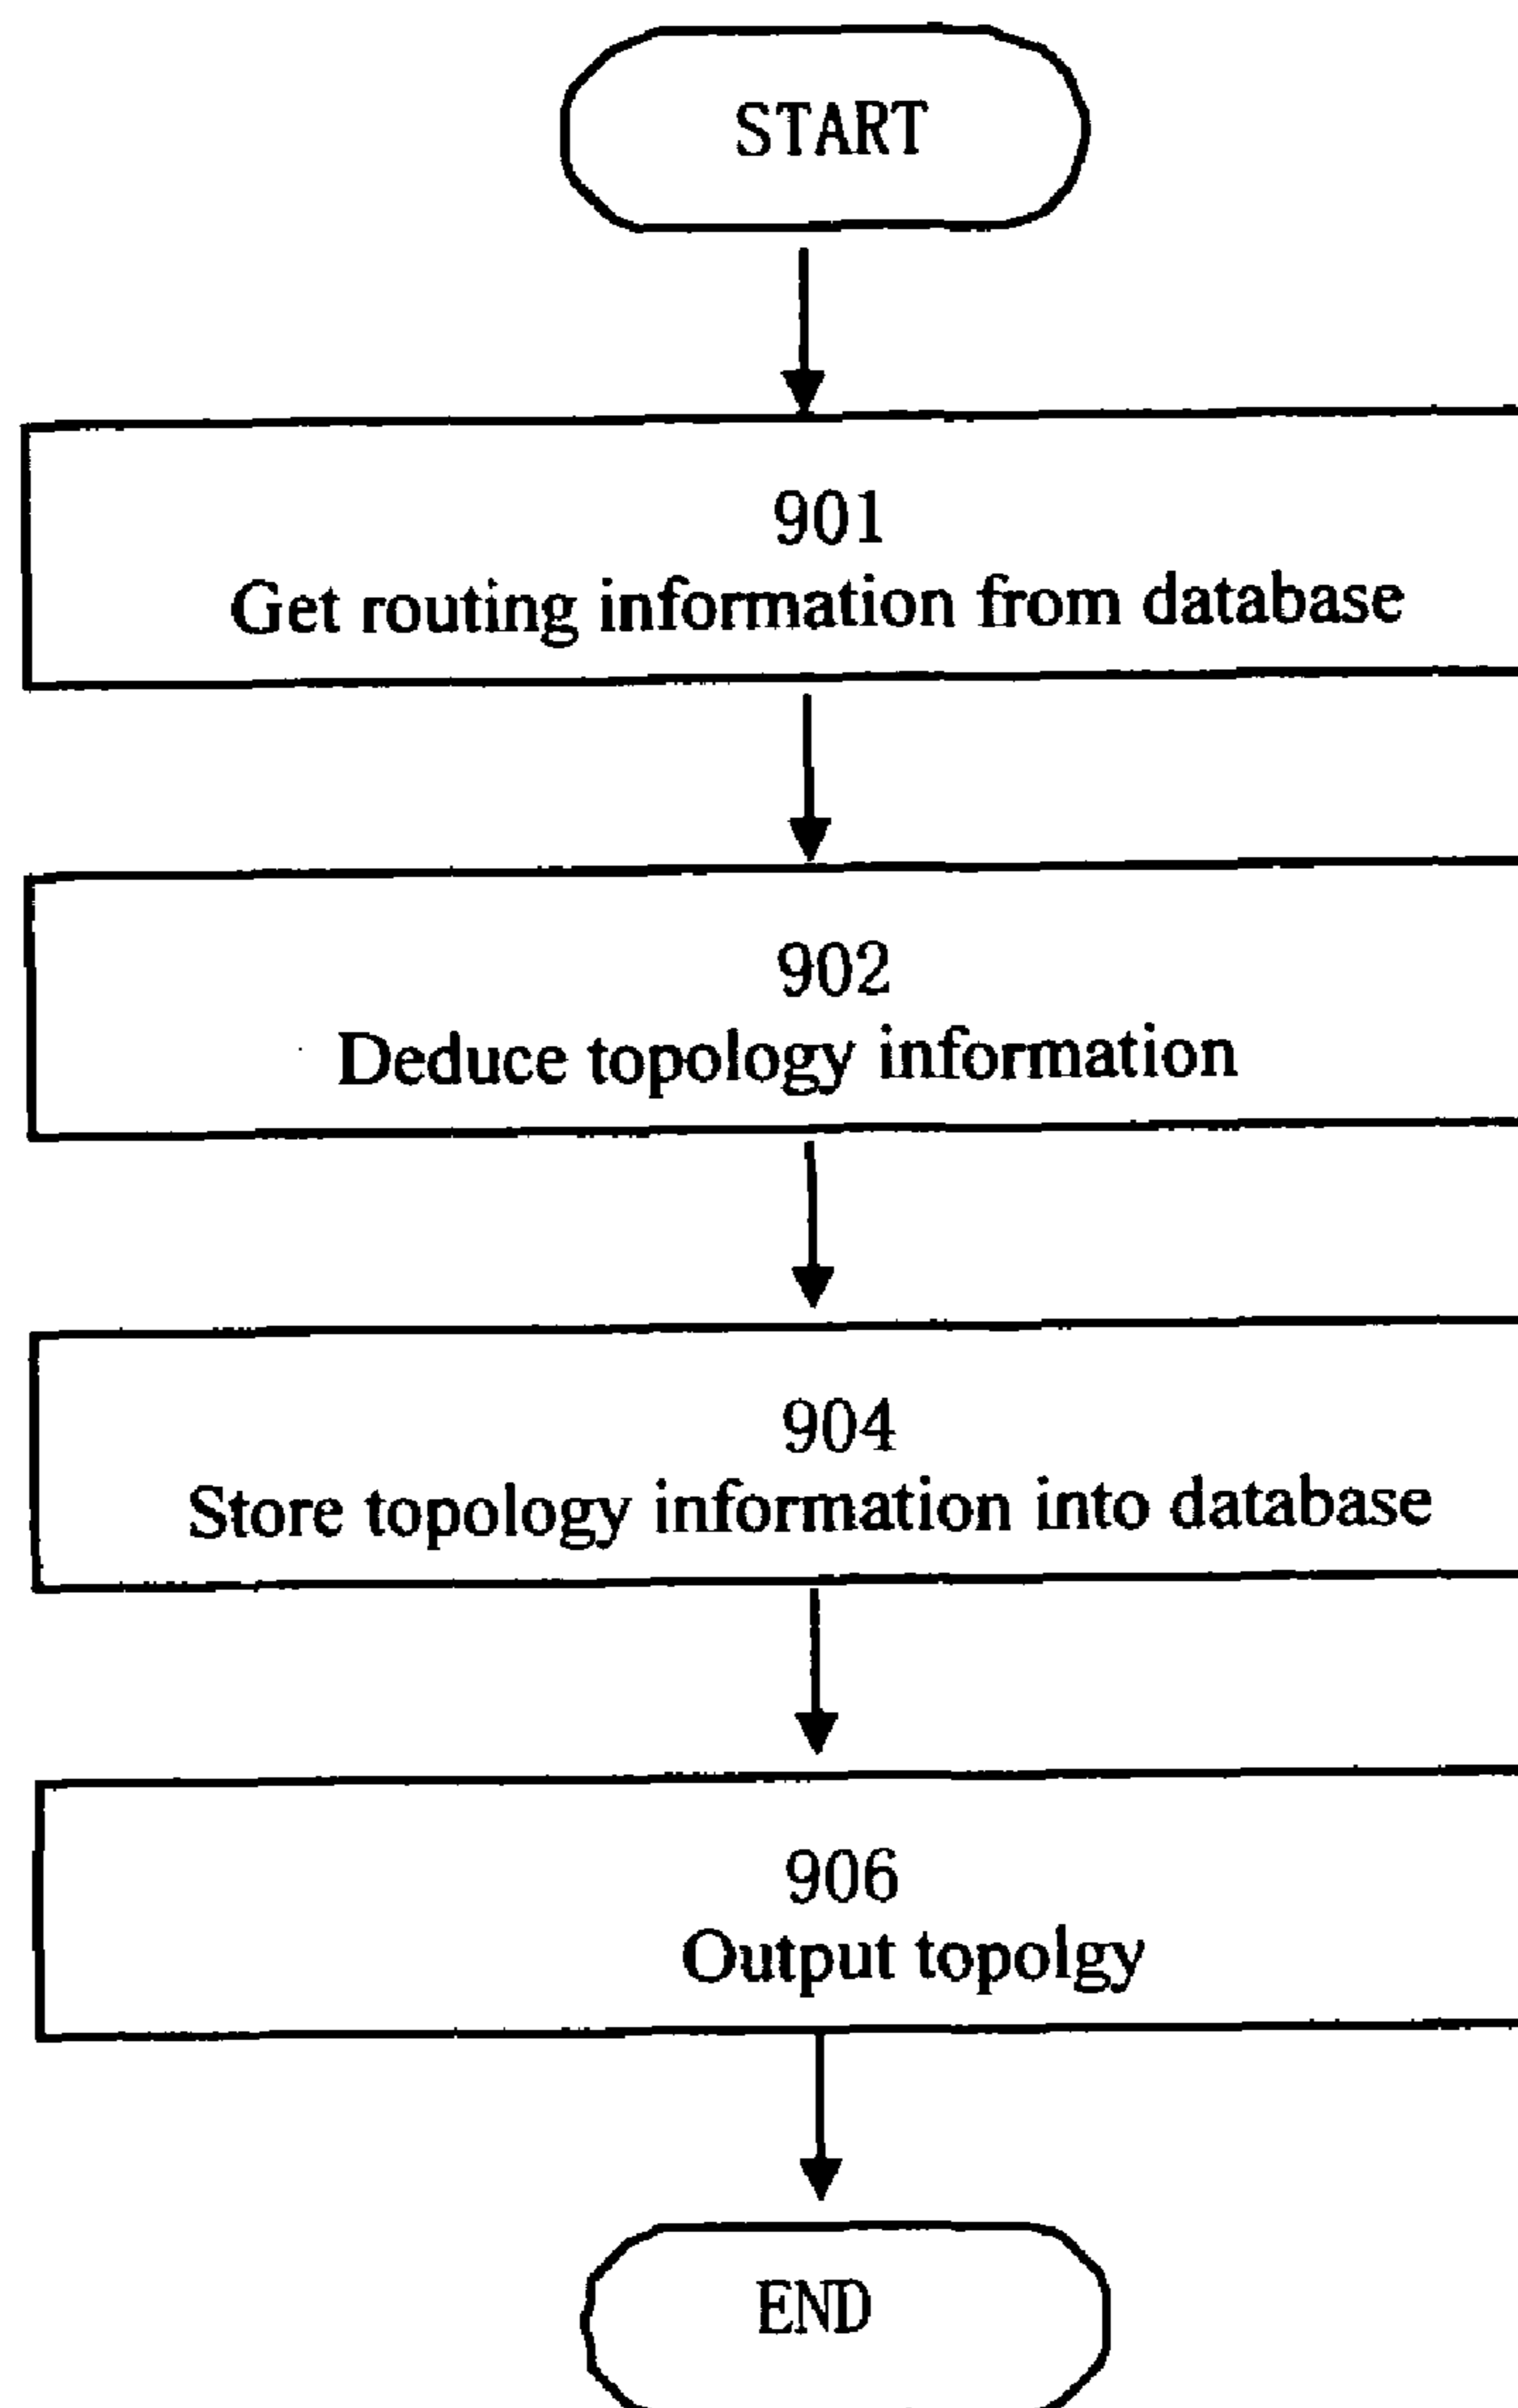 START
901
Get routing information from database
902
Deduce topology information
904
Store topology information into database
906
Output topolgy
END